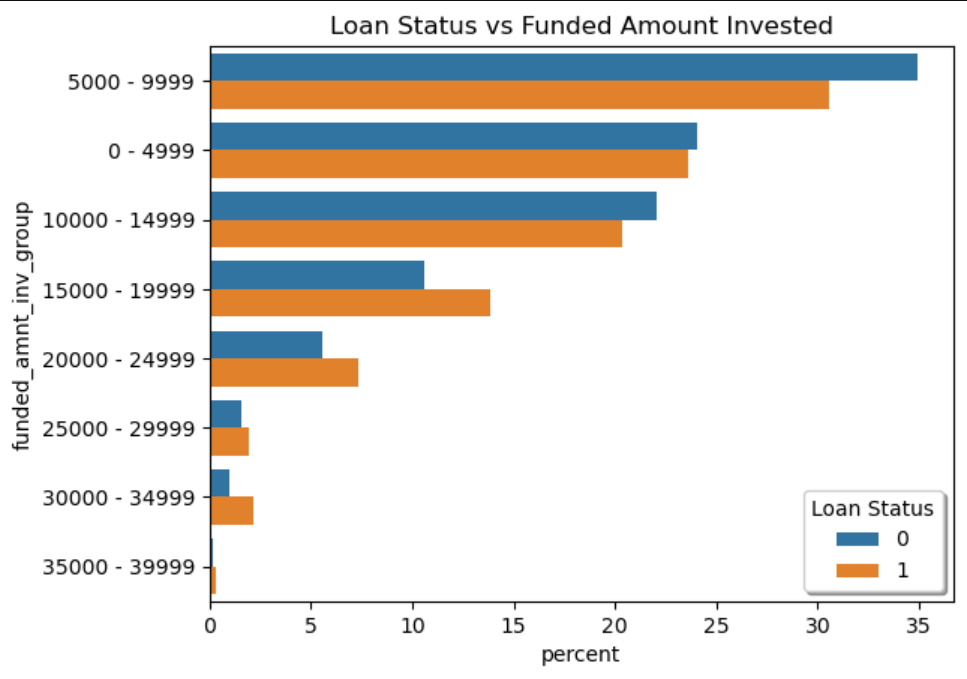 Loan Status vs Funded Amount Invested
funded_amnt_inv_group
5000 - 9999
0 - 4999
10000 - 14999
15000 - 19999
20000 - 24999
25000 - 29999
30000 - 34999
35000 - 39999
Loan Status
0
1
0 5 10 15 20 25 30 35
percent